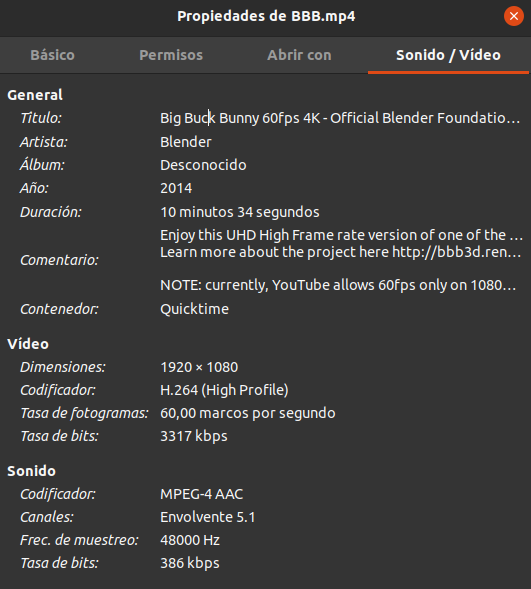 Propiedades de BBB.mp4
Básico Permisos Abrir con Sonido / Vídeo
General
Título: Big Buck Bunny 60fps 4K - Official Blender Foundatio…
Artista: Blender
Álbum: Desconocido
Año: 2014
Duración: 10 minutos 34 segundos
Comentario: Enjoy this UHD High Frame rate version of one of the …
Learn more about the project here http://bbb3d.ren…
NOTE: currently, YouTube allows 60fps only on 1080…
Contenedor: Quicktime
Vídeo
Dimensiones: 1920 × 1080
Codificador: H.264 (High Profile)
Tasa de fotogramas: 60,00 marcos por segundo
Tasa de bits: 3317 kbps
Sonido
Codificador: MPEG-4 AAC
Canales: Envolvente 5.1
Frec. de muestreo: 48000 Hz
Tasa de bits: 386 kbps